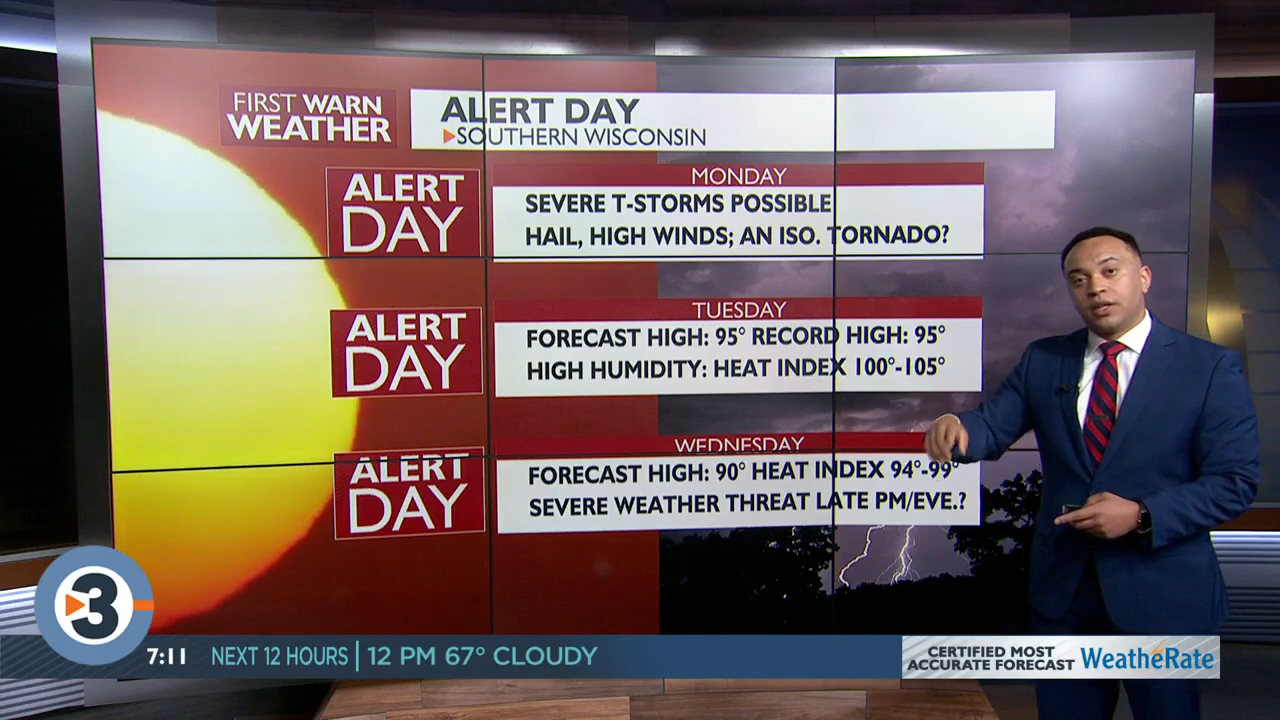 FIRST WARN
WEATHER
ALERT DAY
SOUTHERN WISCONSIN
ALERT
DAY
MONDAY
SEVERE T-STORMS POSSIBLE
HAIL, HIGH WINDS; AN ISO. TORNADO?
ALERT
DAY
TUESDAY
FORECAST HIGH: 95° RECORD HIGH: 95°
HIGH HUMIDITY: HEAT INDEX 100°-105°
ALERT
DAY
WEDNESDAY
FORECAST HIGH: 90° HEAT INDEX 94°-99°
SEVERE WEATHER THREAT LATE PM/EVE.?
3
7:11 NEXT 12 HOURS 12 PM 67° CLOUDY
CERTIFIED MOST
ACCURATE FORECAST WeatheRate